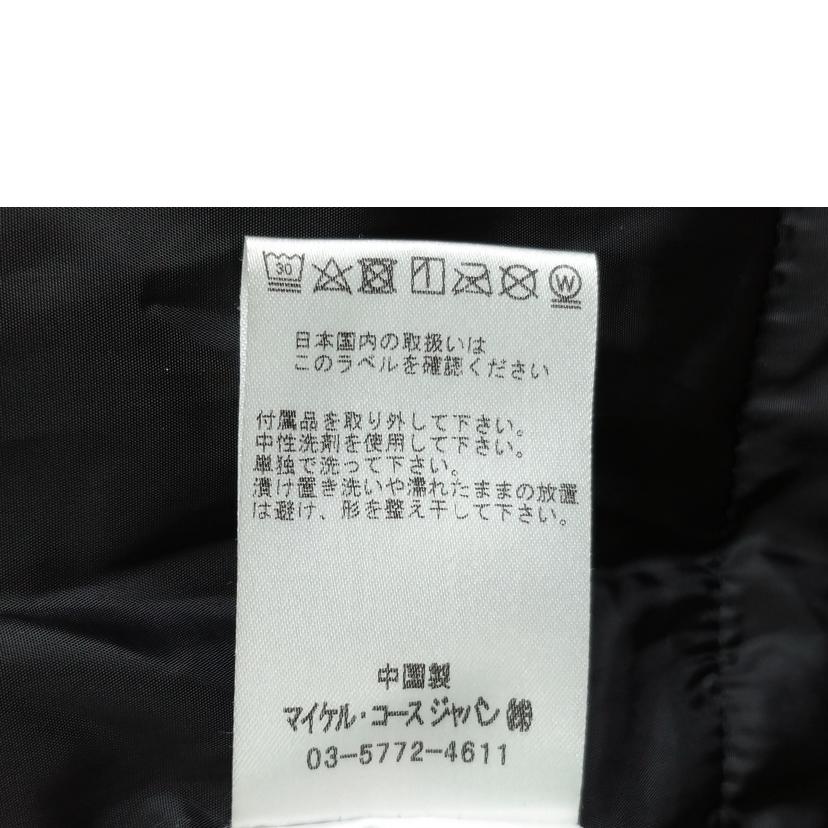 30 W
日本国内の取扱いは
このラベルを確認ください
付属品を取り外して下さい。
中性洗剤を使用して下さい。
単独で洗って下さい。
漬け置き洗いや濡れたままの放置
は避け、形を整え干して下さい。
中国製
マイケル・コース ジャパン ㈱
03-5772-4611